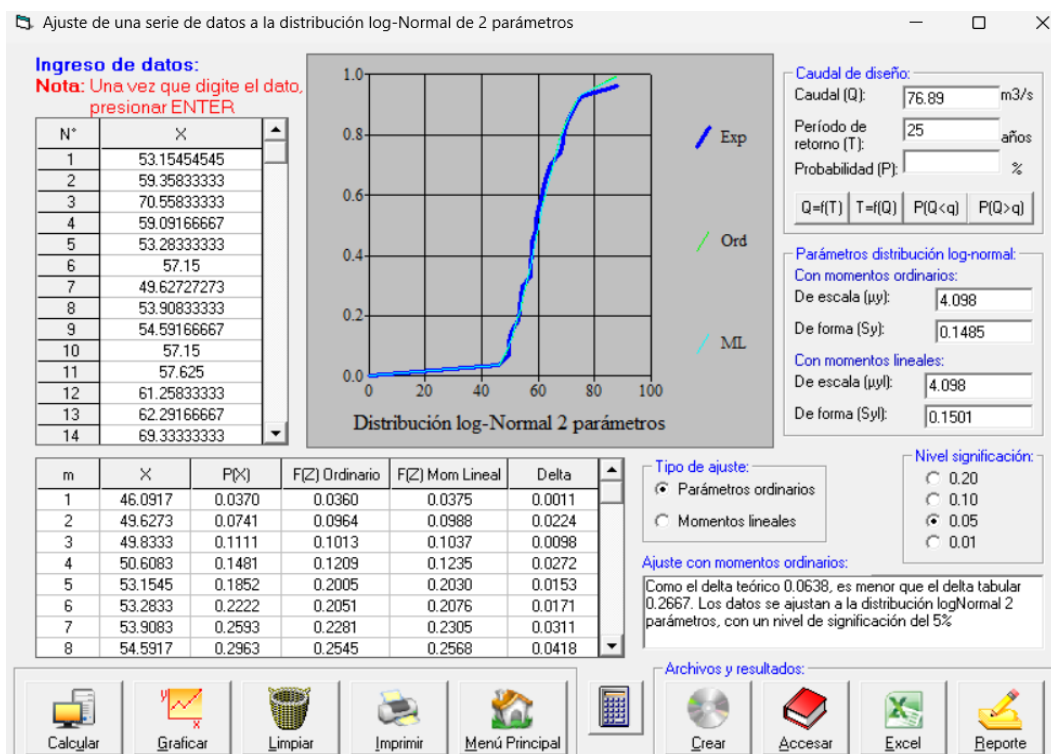 Ajuste de una serie de datos a la distribución log-Normal de 2 parámetros
Ingreso de datos:
Nota: Una vez que digite el dato,
presionar ENTER
N° X
1 53.15454545
2 59.35833333
3 70.55833333
4 59.09166667
5 53.28333333
6 57.15
7 49.62727273
8 53.90833333
9 54.59166667
10 57.15
11 57.625
12 61.25833333
13 62.29166667
14 69.33333333
1.0
0.8
0.6
0.4
0.2
0.0
0 20 40 60 80 100
Distribución log-Normal 2 parámetros
Exp
Ord
ML
Caudal de diseño:
Caudal (Q): 76.89 m3/s
Período de
retorno (T): 25 años
Probabilidad (P): %
Q=f(T) T=f(Q) P(Q<q) P(Q>q)
Parámetros distribución log-normal:
Con momentos ordinarios:
De escala (μy): 4.098
De forma (Sy): 0.1485
Con momentos lineales:
De escala (μyl): 4.098
De forma (Syl): 0.1501
m X P(X) F(Z) Ordinario F(Z) Mom Lineal Delta
1 46.0917 0.0370 0.0360 0.0375 0.0011
2 49.6273 0.0741 0.0964 0.0988 0.0224
3 49.8333 0.1111 0.1013 0.1037 0.0098
4 50.6083 0.1481 0.1209 0.1235 0.0272
5 53.1545 0.1852 0.2005 0.2030 0.0153
6 53.2833 0.2222 0.2051 0.2076 0.0171
7 53.9083 0.2593 0.2281 0.2305 0.0311
8 54.5917 0.2963 0.2545 0.2568 0.0418
Tipo de ajuste:
Parámetros ordinarios
Momentos lineales
Nivel significación:
0.20
0.10
0.05
0.01
Ajuste con momentos ordinarios:
Como el delta teórico 0.0638, es menor que el delta tabular
0.2667. Los datos se ajustan a la distribución logNormal 2
parámetros, con un nivel de significación del 5%
Calcular Graficar Limpiar Imprimir Menú Principal
Archivos y resultados:
Crear Accesar Excel Reporte